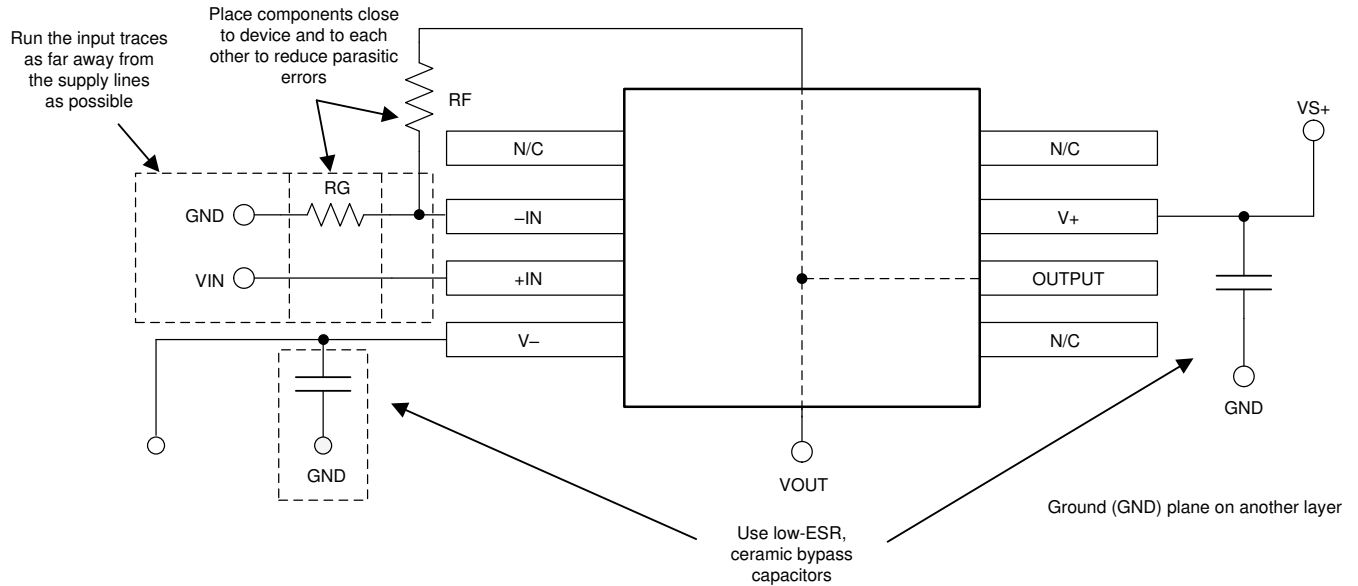 Run the input traces
as far away from
the supply lines
as possible
Place components close
to device and to each
other to reduce parasitic
errors
RF
N/C
N/C
VS+
RG
GND
–IN
V+
VIN
+IN
OUTPUT
V–
N/C
GND
GND
VOUT
Ground (GND) plane on another layer
Use low-ESR,
ceramic bypass
capacitors